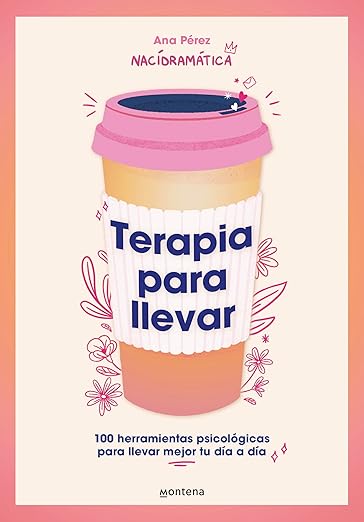 Ana Pérez
NACÍDRAMÁTICA
Terapia
para
llevar
100 herramientas psicológicas
para llevar mejor tu día a día
montena